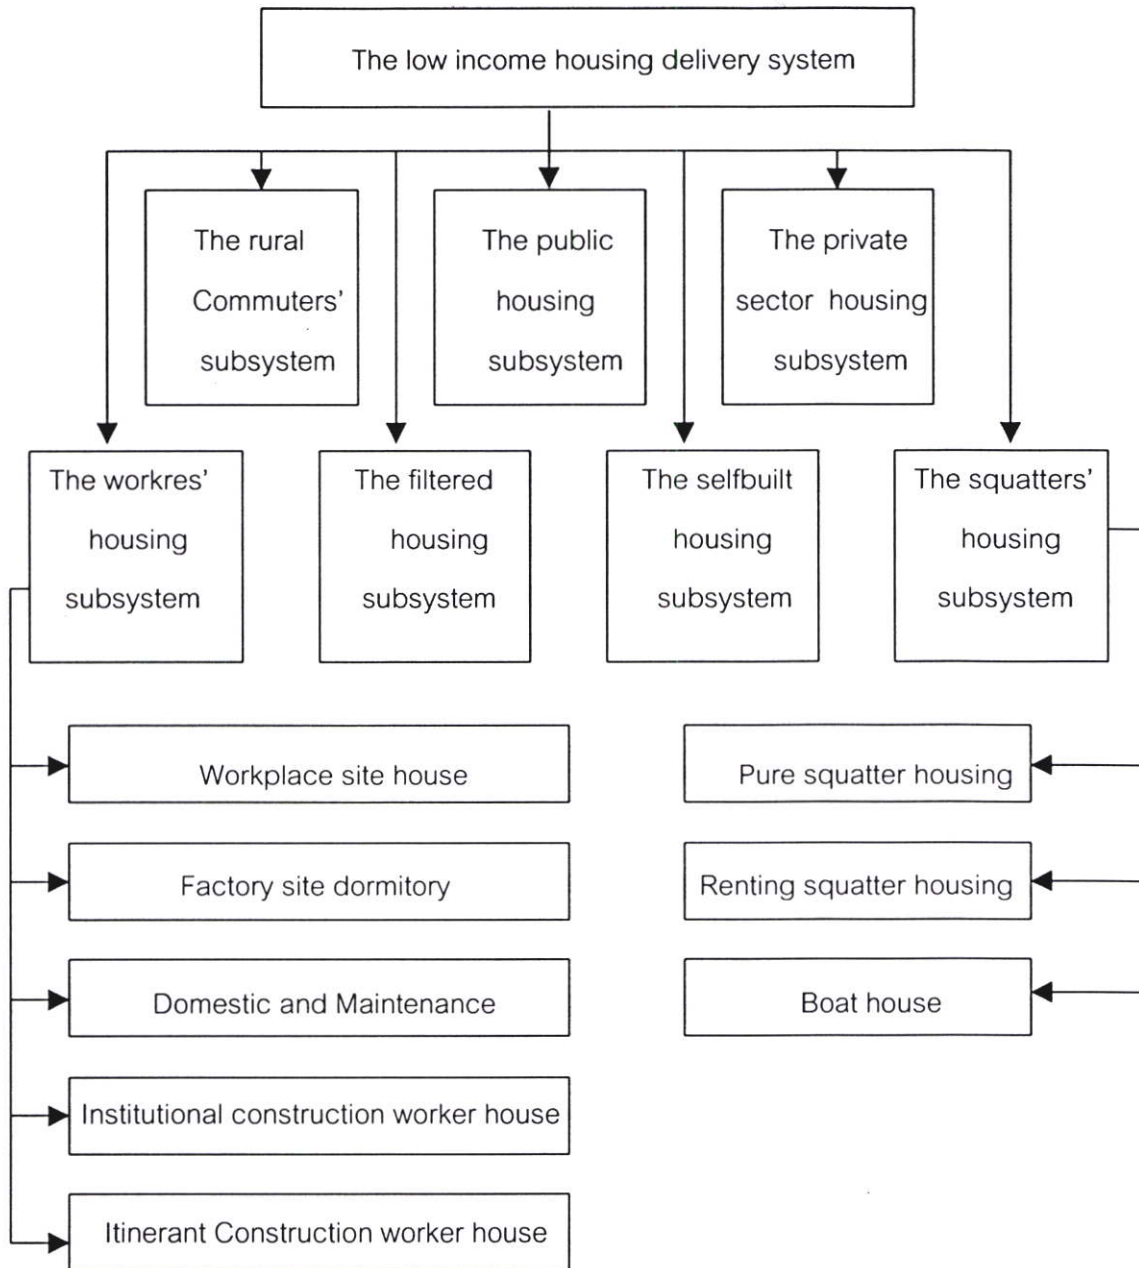 The low income housing delivery system
The rural
Commuters'
subsystem
The public
housing
subsystem
The private
sector housing
subsystem
The workres'
housing
subsystem
The filtered
housing
subsystem
The selfbuilt
housing
subsystem
The squatters'
housing
subsystem
Workplace site house
Factory site dormitory
Domestic and Maintenance
Institutional construction worker house
Itinerant Construction worker house
Pure squatter housing
Renting squatter housing
Boat house